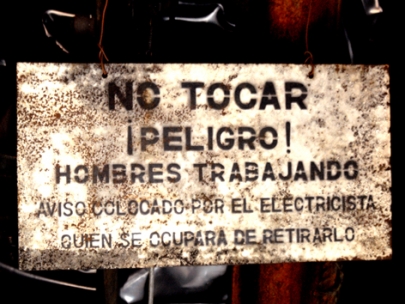 NO TOCAR
¡PELIGRO!
HOMBRES TRABAJANDO
AVISO COLOCADO POR EL ELECTRICISTA
QUIEN SE OCUPARA DE RETIRARLO